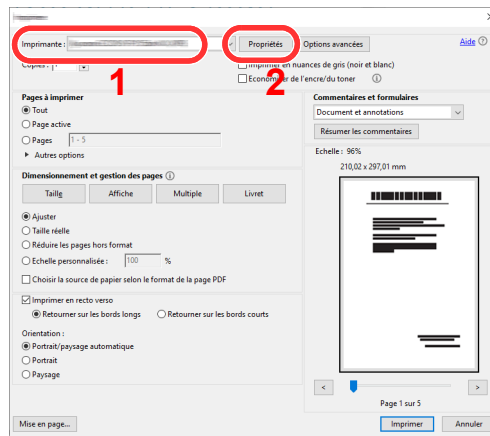 Imprimante :
Propriétés
Options avancées
Aide
Copies :
Imprimer en nuances de gris (noir et blanc)
1
2
Economiser de l'encre/du toner
Pages à imprimer
Tout
Page active
Pages
1 - 5
Autres options
Commentaires et formulaires
Document et annotations
Résumer les commentaires
Echelle : 96%
210,02 x 297,01 mm
Dimensionnement et gestion des pages
Taille
Affiche
Multiple
Livret
Ajuster
Taille réelle
Réduire les pages hors format
Echelle personnalisée :
100
%
Choisir la source de papier selon le format de la page PDF
Imprimer en recto verso
Retourner sur les bords longs
Retourner sur les bords courts
Orientation :
Portrait/paysage automatique
Portrait
Paysage
<
>
Page 1 sur 5
Mise en page...
Imprimer
Annuler